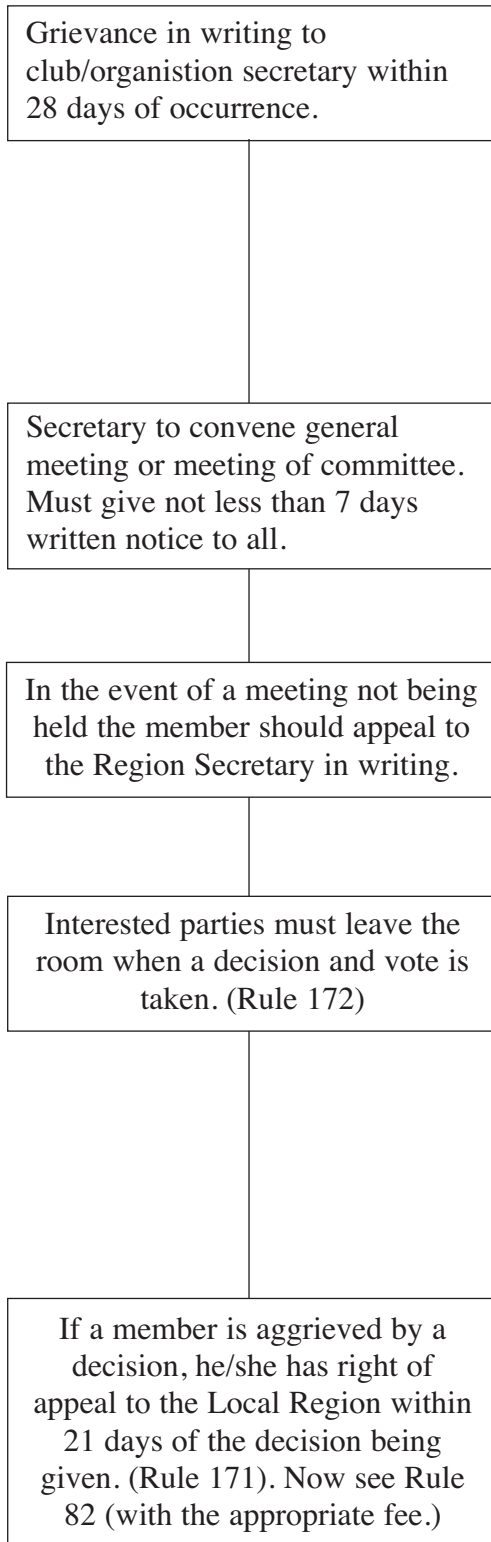 Grievance in writing to
club/organistion secretary within
28 days of occurrence.
Secretary to convene general
meeting or meeting of committee.
Must give not less than 7 days
written notice to all.
In the event of a meeting not being
held the member should appeal to
the Region Secretary in writing.
Interested parties must leave the
room when a decision and vote is
taken. (Rule 172)
If a member is aggrieved by a
decision, he/she has right of
appeal to the Local Region within
21 days of the decision being
given. (Rule 171). Now see Rule
82 (with the appropriate fee.)